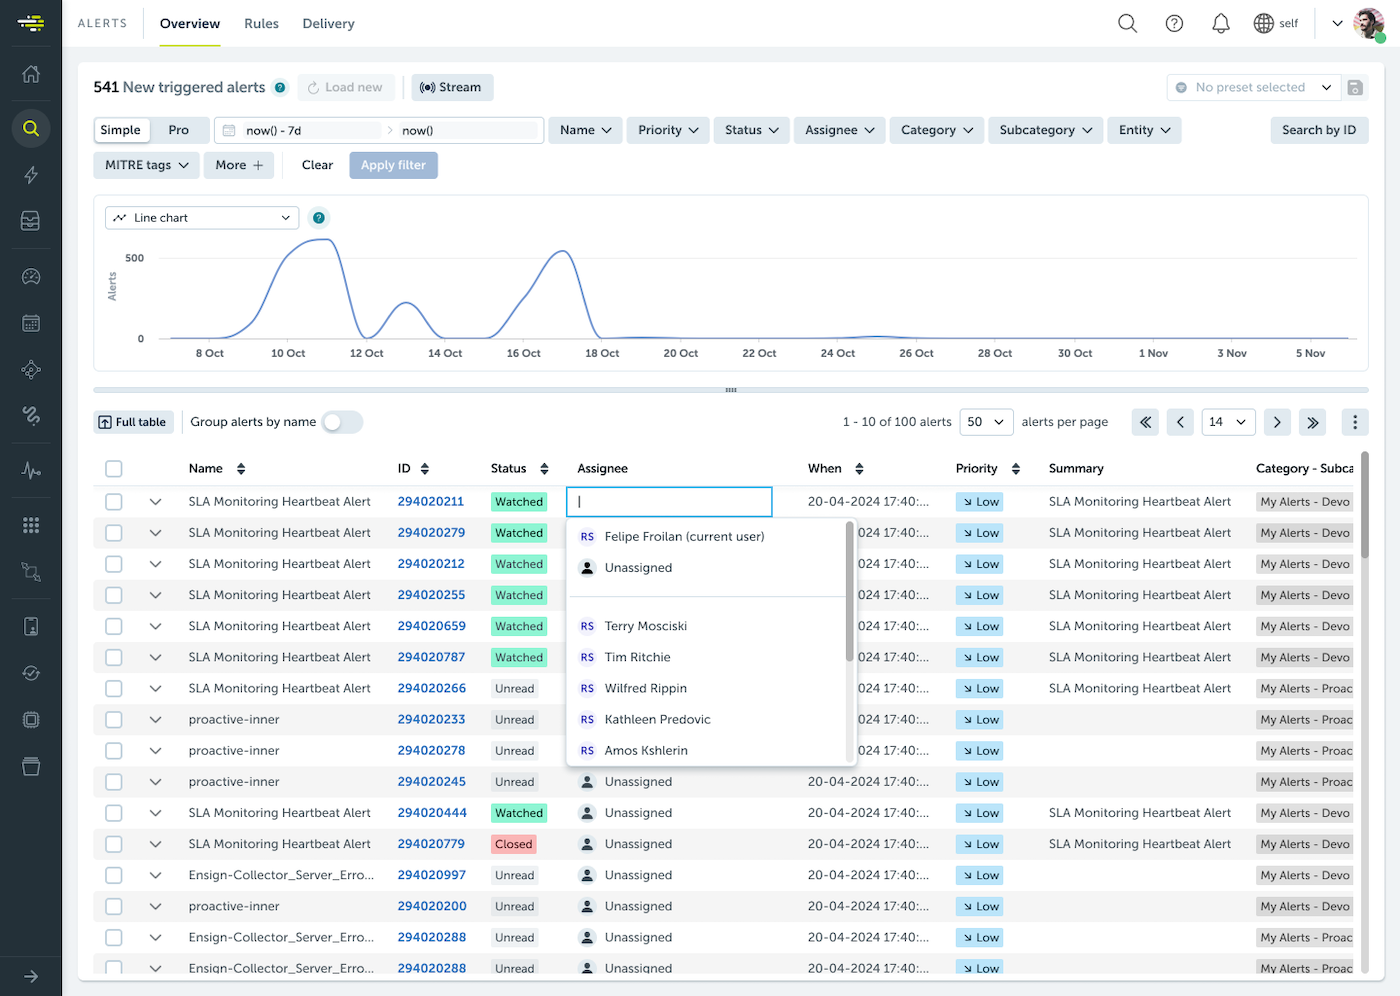 ALERTS Overview Rules Delivery self
541 New triggered alerts ? Load new Stream No preset selected
Simple Pro now() - 7d now() Name Priority Status Assignee Category Subcategory Entity Search by ID
MITRE tags More Clear Apply filter
Line chart ?
500
Alerts
0
8 Oct 10 Oct 12 Oct 14 Oct 16 Oct 18 Oct 20 Oct 22 Oct 24 Oct 26 Oct 28 Oct 30 Oct 1 Nov 3 Nov 5 Nov
Full table Group alerts by name 1 - 10 of 100 alerts 50 alerts per page 14
Name ID Status Assignee When Priority Summary Category - Subca
SLA Monitoring Heartbeat Alert 294020211 Watched 20-04-2024 17:40:... Low SLA Monitoring Heartbeat Alert My Alerts - Devo
SLA Monitoring Heartbeat Alert 294020279 Watched RS Felipe Froilan (current user) 024 17:40:... Low SLA Monitoring Heartbeat Alert My Alerts - Devo
SLA Monitoring Heartbeat Alert 294020212 Watched Unassigned 024 17:40:... Low SLA Monitoring Heartbeat Alert My Alerts - Devo
SLA Monitoring Heartbeat Alert 294020255 Watched 024 17:40:... Low SLA Monitoring Heartbeat Alert My Alerts - Devo
SLA Monitoring Heartbeat Alert 294020659 Watched RS Terry Mosciski 024 17:40:... Low SLA Monitoring Heartbeat Alert My Alerts - Devo
SLA Monitoring Heartbeat Alert 294020787 Watched RS Tim Ritchie 024 17:40:... Low SLA Monitoring Heartbeat Alert My Alerts - Devo
SLA Monitoring Heartbeat Alert 294020266 Unread RS Wilfred Rippin 024 17:40:... Low SLA Monitoring Heartbeat Alert My Alerts - Proac
proactive-inner 294020233 Unread RS Kathleen Predovic 024 17:40:... Low My Alerts - Proac
proactive-inner 294020278 Unread RS Amos Kshlerin 024 17:40:... Low My Alerts - Proac
proactive-inner 294020245 Unread Unassigned 20-04-2024 17:40:... Low My Alerts - Proac
SLA Monitoring Heartbeat Alert 294020444 Watched Unassigned 20-04-2024 17:40:... Low SLA Monitoring Heartbeat Alert My Alerts - Devo
SLA Monitoring Heartbeat Alert 294020779 Closed Unassigned 20-04-2024 17:40:... Low SLA Monitoring Heartbeat Alert My Alerts - Devo
Ensign-Collector_Server_Erro... 294020997 Unread Unassigned 20-04-2024 17:40:... Low My Alerts - Devo
proactive-inner 294020200 Unread Unassigned 20-04-2024 17:40:... Low My Alerts - Devo
Ensign-Collector_Server_Erro... 294020288 Unread Unassigned 20-04-2024 17:40:... Low My Alerts - Proac
Ensign-Collector_Server_Erro... 294020288 Unread Unassigned 20-04-2024 17:40:... Low My Alerts - Proac